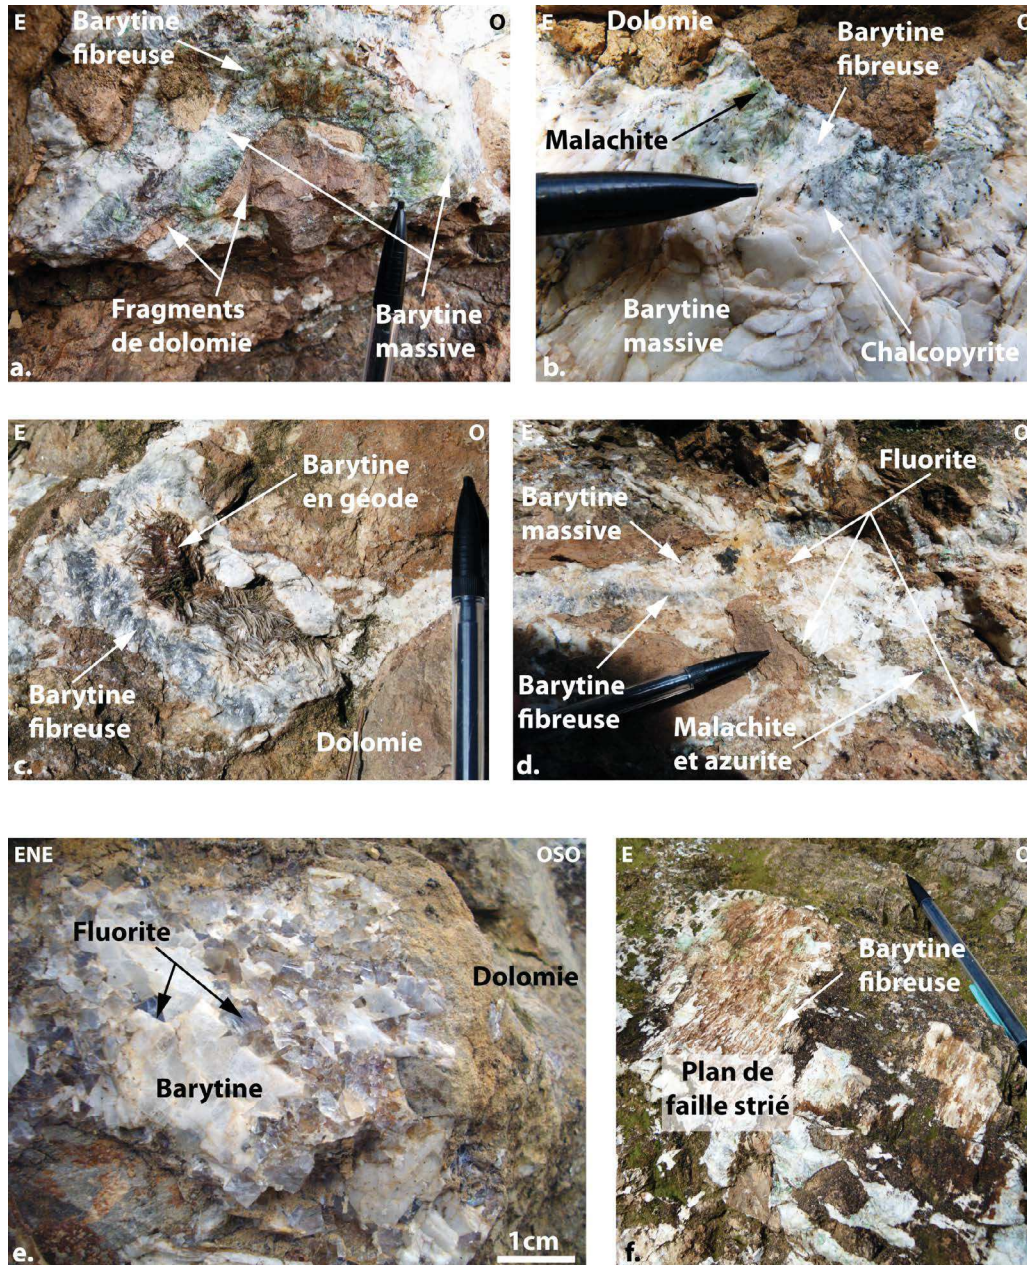 E
Barytine
fibreuse
O
Fragments
de dolomie
Barytine
massive
a.
E
Dolomie
O
Barytine
fibreuse
Malachite
Barytine
massive
Chalcopyrite
b.
E
O
Barytine
en géode
Barytine
fibreuse
Dolomie
c.
E
O
Fluorite
Barytine
massive
Barytine
fibreuse
Malachite
et azurite
d.
ENE
OSO
Fluorite
Dolomie
Barytine
e.
1cm
E
O
Barytine
fibreuse
Plan de
faille strié
f.